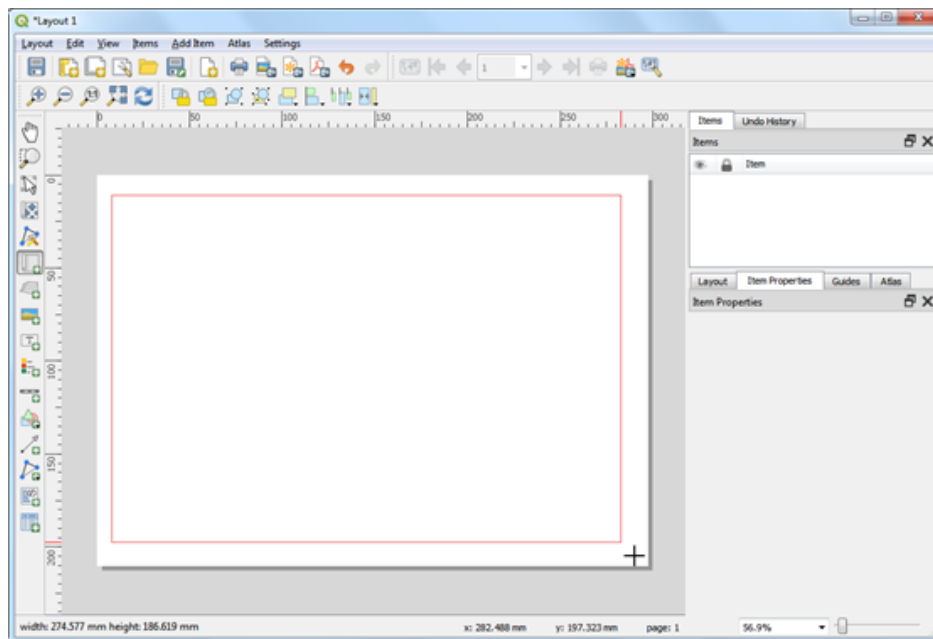 *Layout 1
Layout Edit View Items Add Item Atlas Settings
1
0 50 100 150 200 250 300
Items Undo History
Items
Item
0
50
100
150
200
Layout Item Properties Guides Atlas
Item Properties
width: 274.577 mm height: 186.619 mm x: 282.488 mm y: 197.323 mm page: 1 56.9%